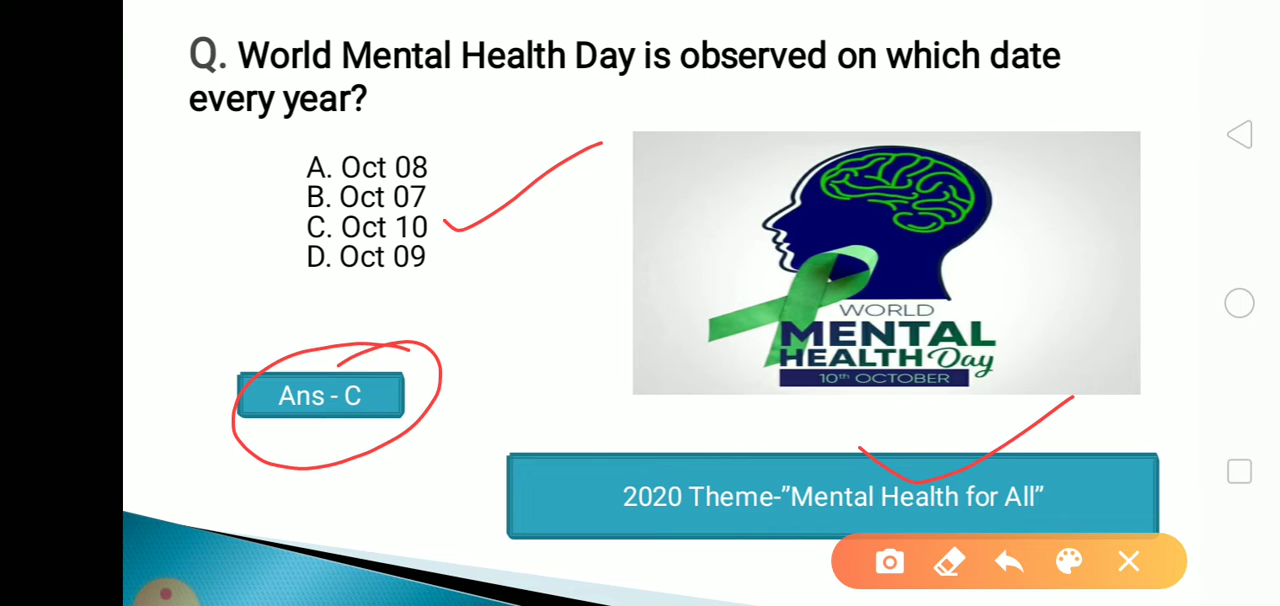 Q. World Mental Health Day is observed on which date
every year?
A. Oct 08
B. Oct 07
C. Oct 10
D. Oct 09
WORLD
MENTAL
HEALTH Day
10th OCTOBER
Ans - C
2020 Theme-”Mental Health for All”